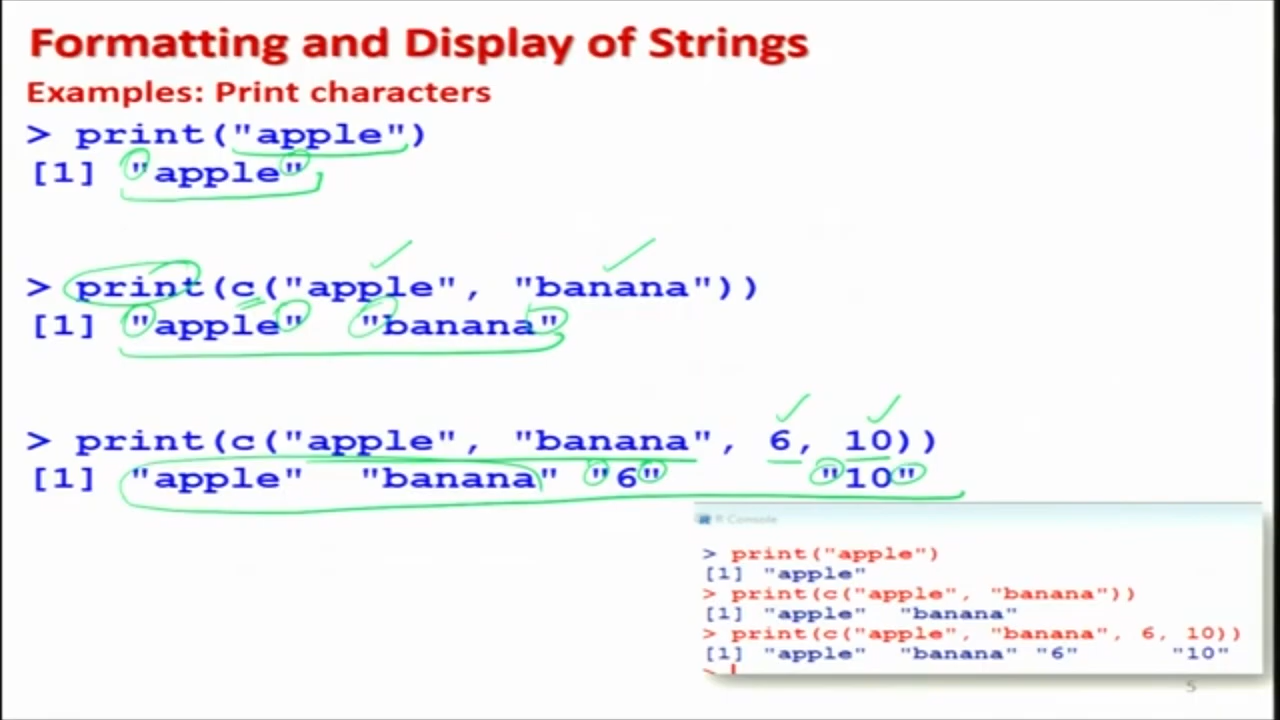 Formatting and Display of Strings
Examples: Print characters
> print("apple")
[1] "apple"
> print(c("apple", "banana"))
[1] "apple" "banana"
> print(c("apple", "banana", 6, 10))
[1] "apple" "banana" "6" "10"
R Console
> print("apple")
[1] "apple"
> print(c("apple", "banana"))
[1] "apple" "banana"
> print(c("apple", "banana", 6, 10))
[1] "apple" "banana" "6" "10"
>
5